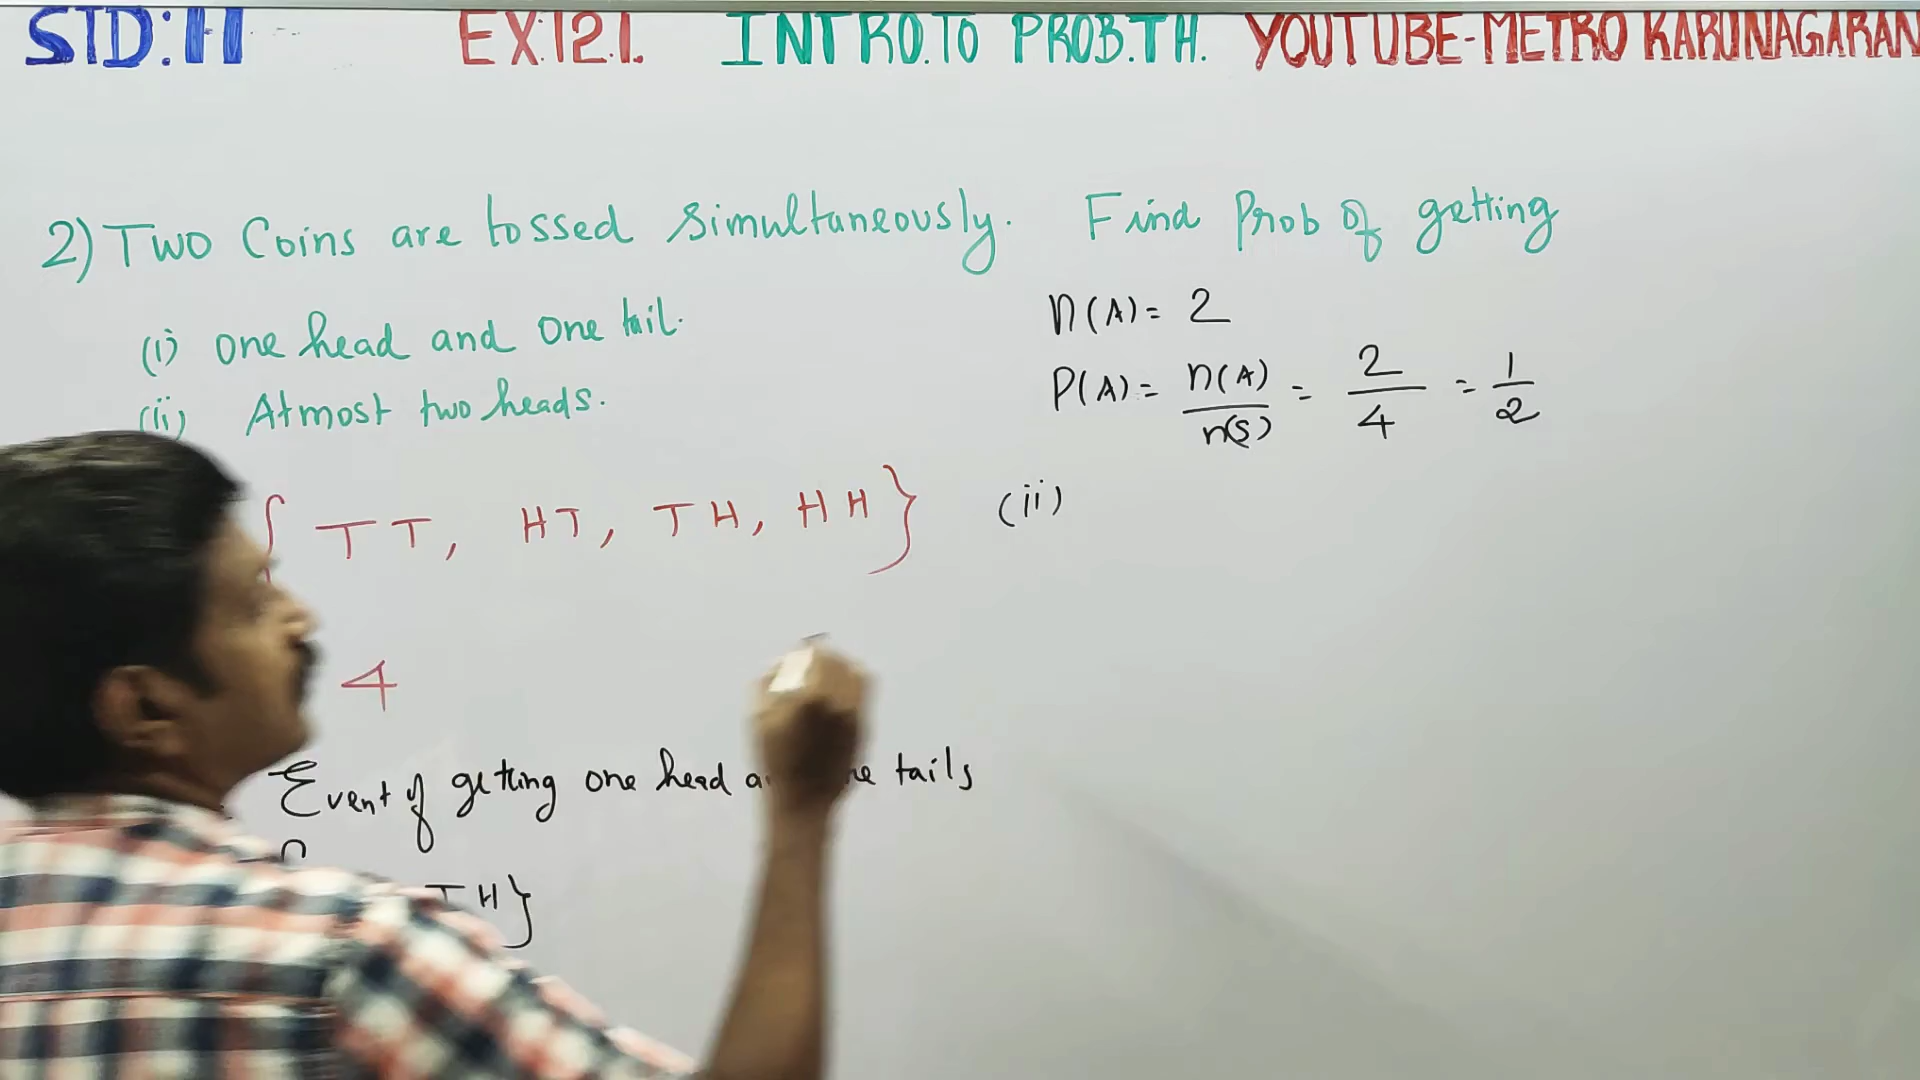 STD:11 EX:12.1. INTRO.TO PROB.TH. YOUTUBE-METRO KARUNAGARAN
2) Two Coins are tossed simultaneously. Find Prob of getting
(i) one head and one tail.
(ii) Atmost two heads.
{ TT, HT, TH, HH}
4
Event of getting one head tails
TH}
n(A) = 2
P(A) = n(A)/n(S) = 2/4 = 1/2
(ii)